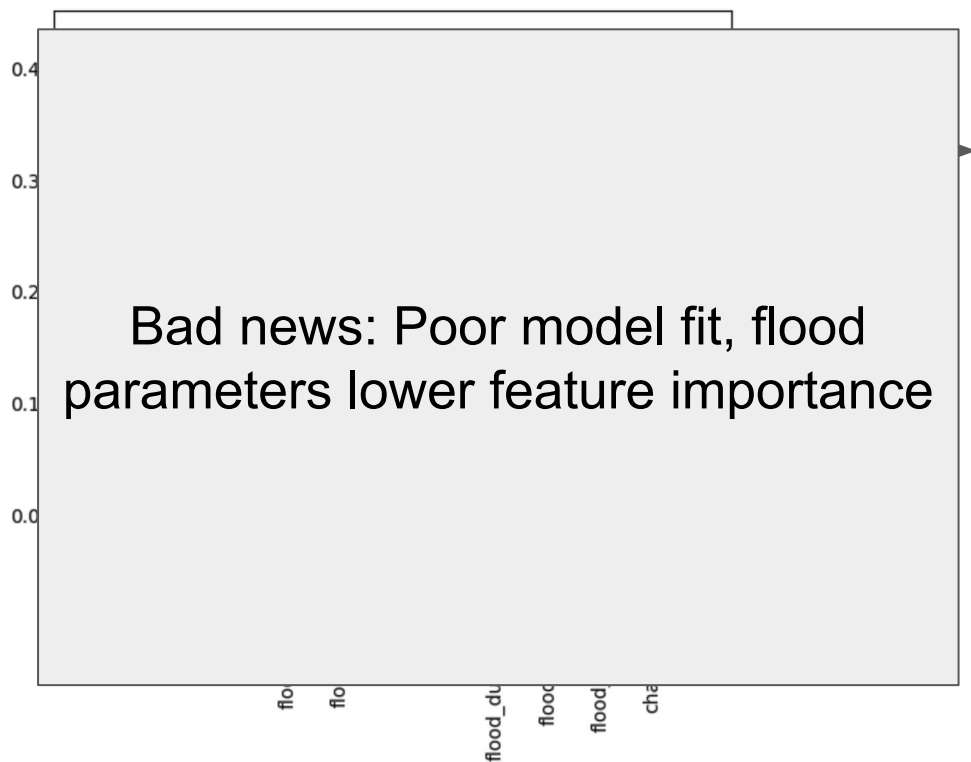 0.4
0.3
0.2
Bad news: Poor model fit, flood
parameters lower feature importance
0.1
0.0
flo
flo
flood_du
flood
flood_
cha